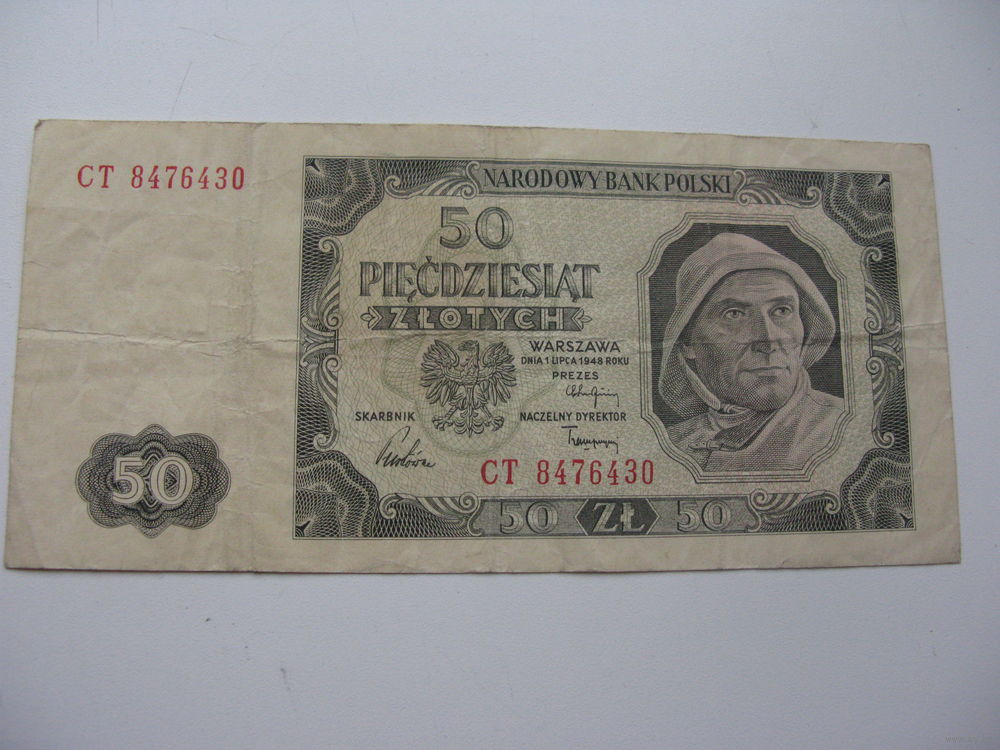 CT 8476430
NARODOWY BANK POLSKI
50
PIĘĆDZIESIĄT
ZŁOTYCH
WARSZAWA
DNIA 1 LIPCA 1948 ROKU
PREZES
SKARBNIK
NACZELNY DYREKTOR
CT 8476430
50
50 ZŁ 50